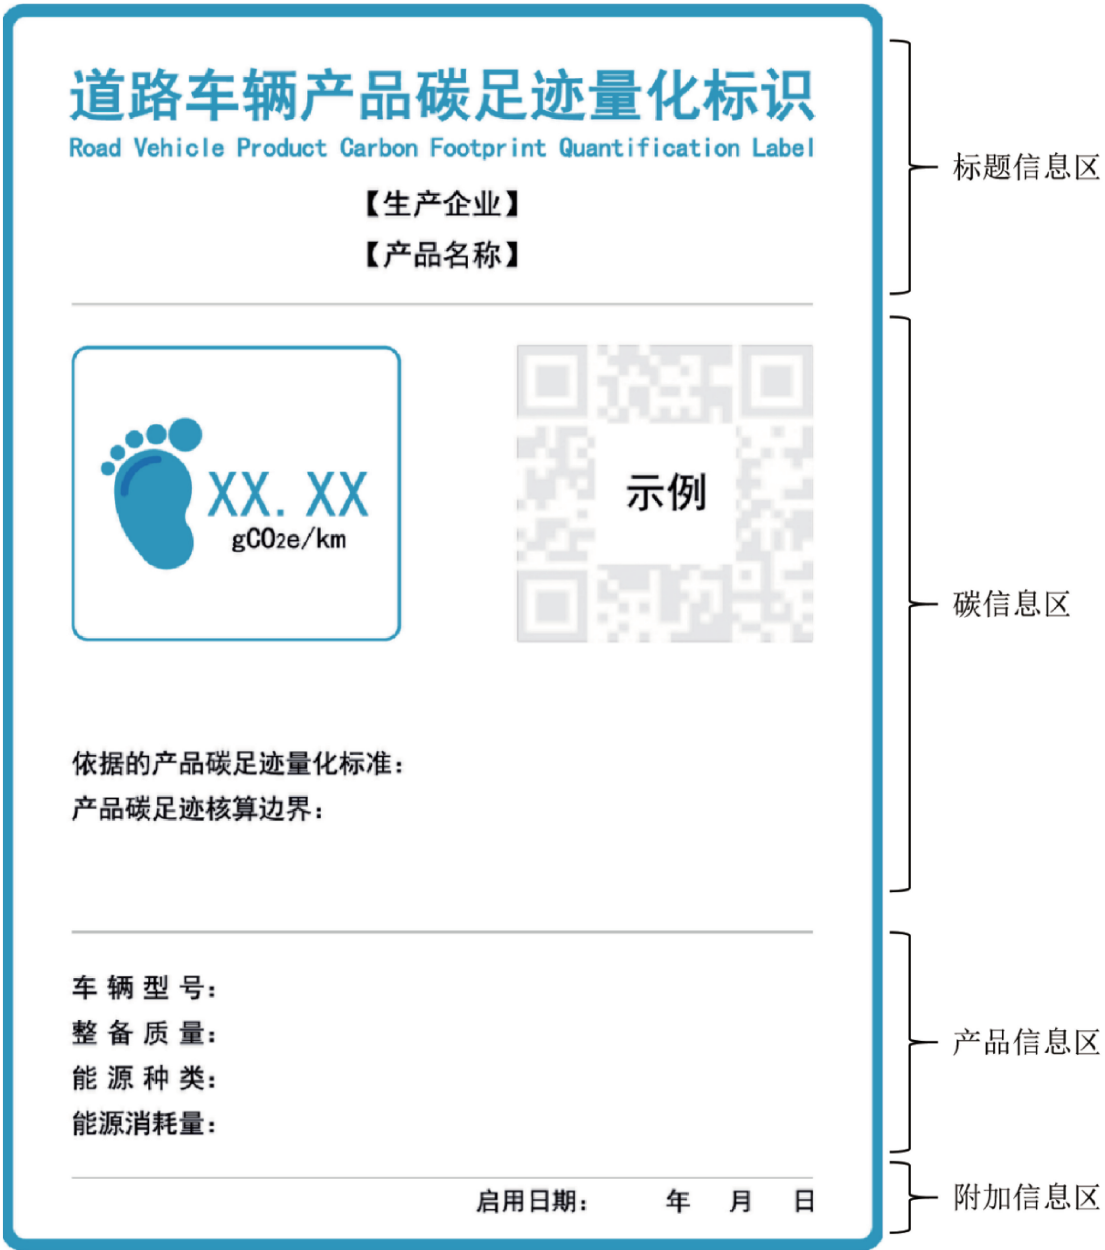 道路车辆产品碳足迹量化标识
Road Vehicle Product Carbon Footprint Quantification Label
【生产企业】
【产品名称】
标题信息区
XX.XX
gCO2e/km
示例
碳信息区
依据的产品碳足迹量化标准:
产品碳足迹核算边界:
车辆型号:
整备质量:
能源种类:
能源消耗量:
产品信息区
启用日期: 年 月 日
附加信息区